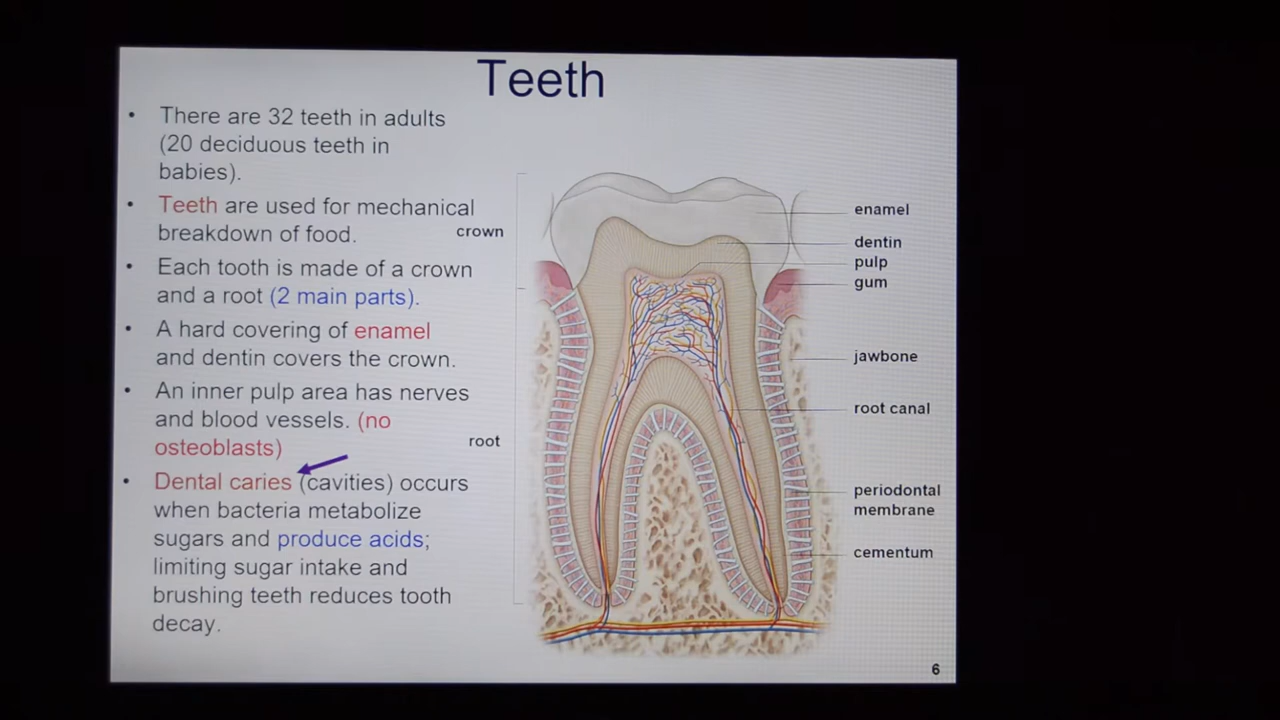 Teeth
• There are 32 teeth in adults
(20 deciduous teeth in
babies).
• Teeth are used for mechanical
breakdown of food.
• Each tooth is made of a crown
and a root (2 main parts).
• A hard covering of enamel
and dentin covers the crown.
• An inner pulp area has nerves
and blood vessels. (no
osteoblasts)
• Dental caries (cavities) occurs
when bacteria metabolize
sugars and produce acids;
limiting sugar intake and
brushing teeth reduces tooth
decay.
crown
root
enamel
dentin
pulp
gum
jawbone
root canal
periodontal
membrane
cementum
6